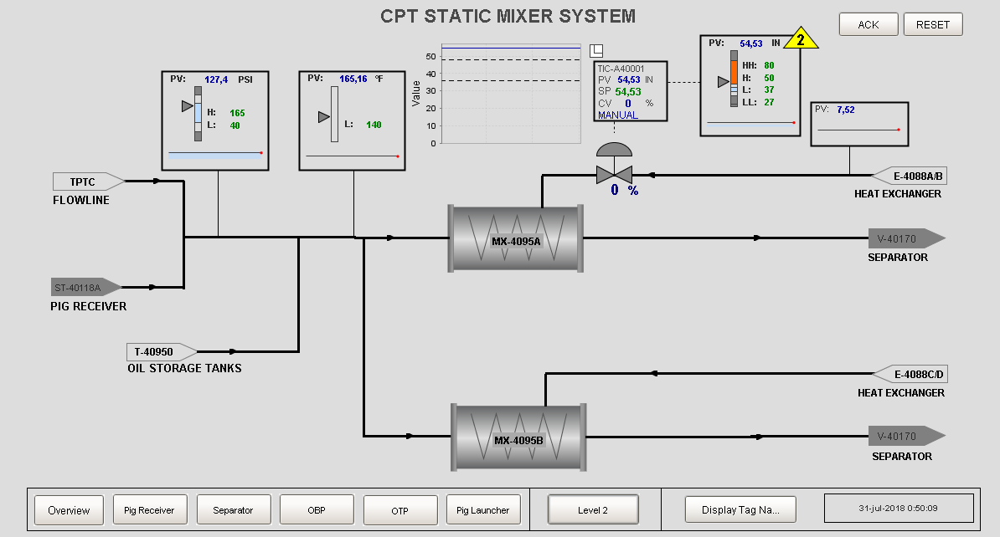 CPT STATIC MIXER SYSTEM
ACK
RESET
PV: 127,4 PSI
H: 165
L: 40
PV: 165,16 °F
L: 140
Value
50
40
30
20
10
0
TIC-A40001
PV 54,53 IN
SP 54,53
CV 0 %
MANUAL
PV: 54,53 IN
2
HH: 80
H: 50
L: 37
LL: 27
PV: 7,52
TPTC
FLOWLINE
0 %
E-4088A/B
HEAT EXCHANGER
MX-4095A
V-40170
SEPARATOR
ST-40118A
PIG RECEIVER
T-40950
OIL STORAGE TANKS
E-4088C/D
HEAT EXCHANGER
MX-4095B
V-40170
SEPARATOR
Overview
Pig Receiver
Separator
OBP
OTP
Pig Launcher
Level 2
Display Tag Na...
31-jul-2018 0:50:09